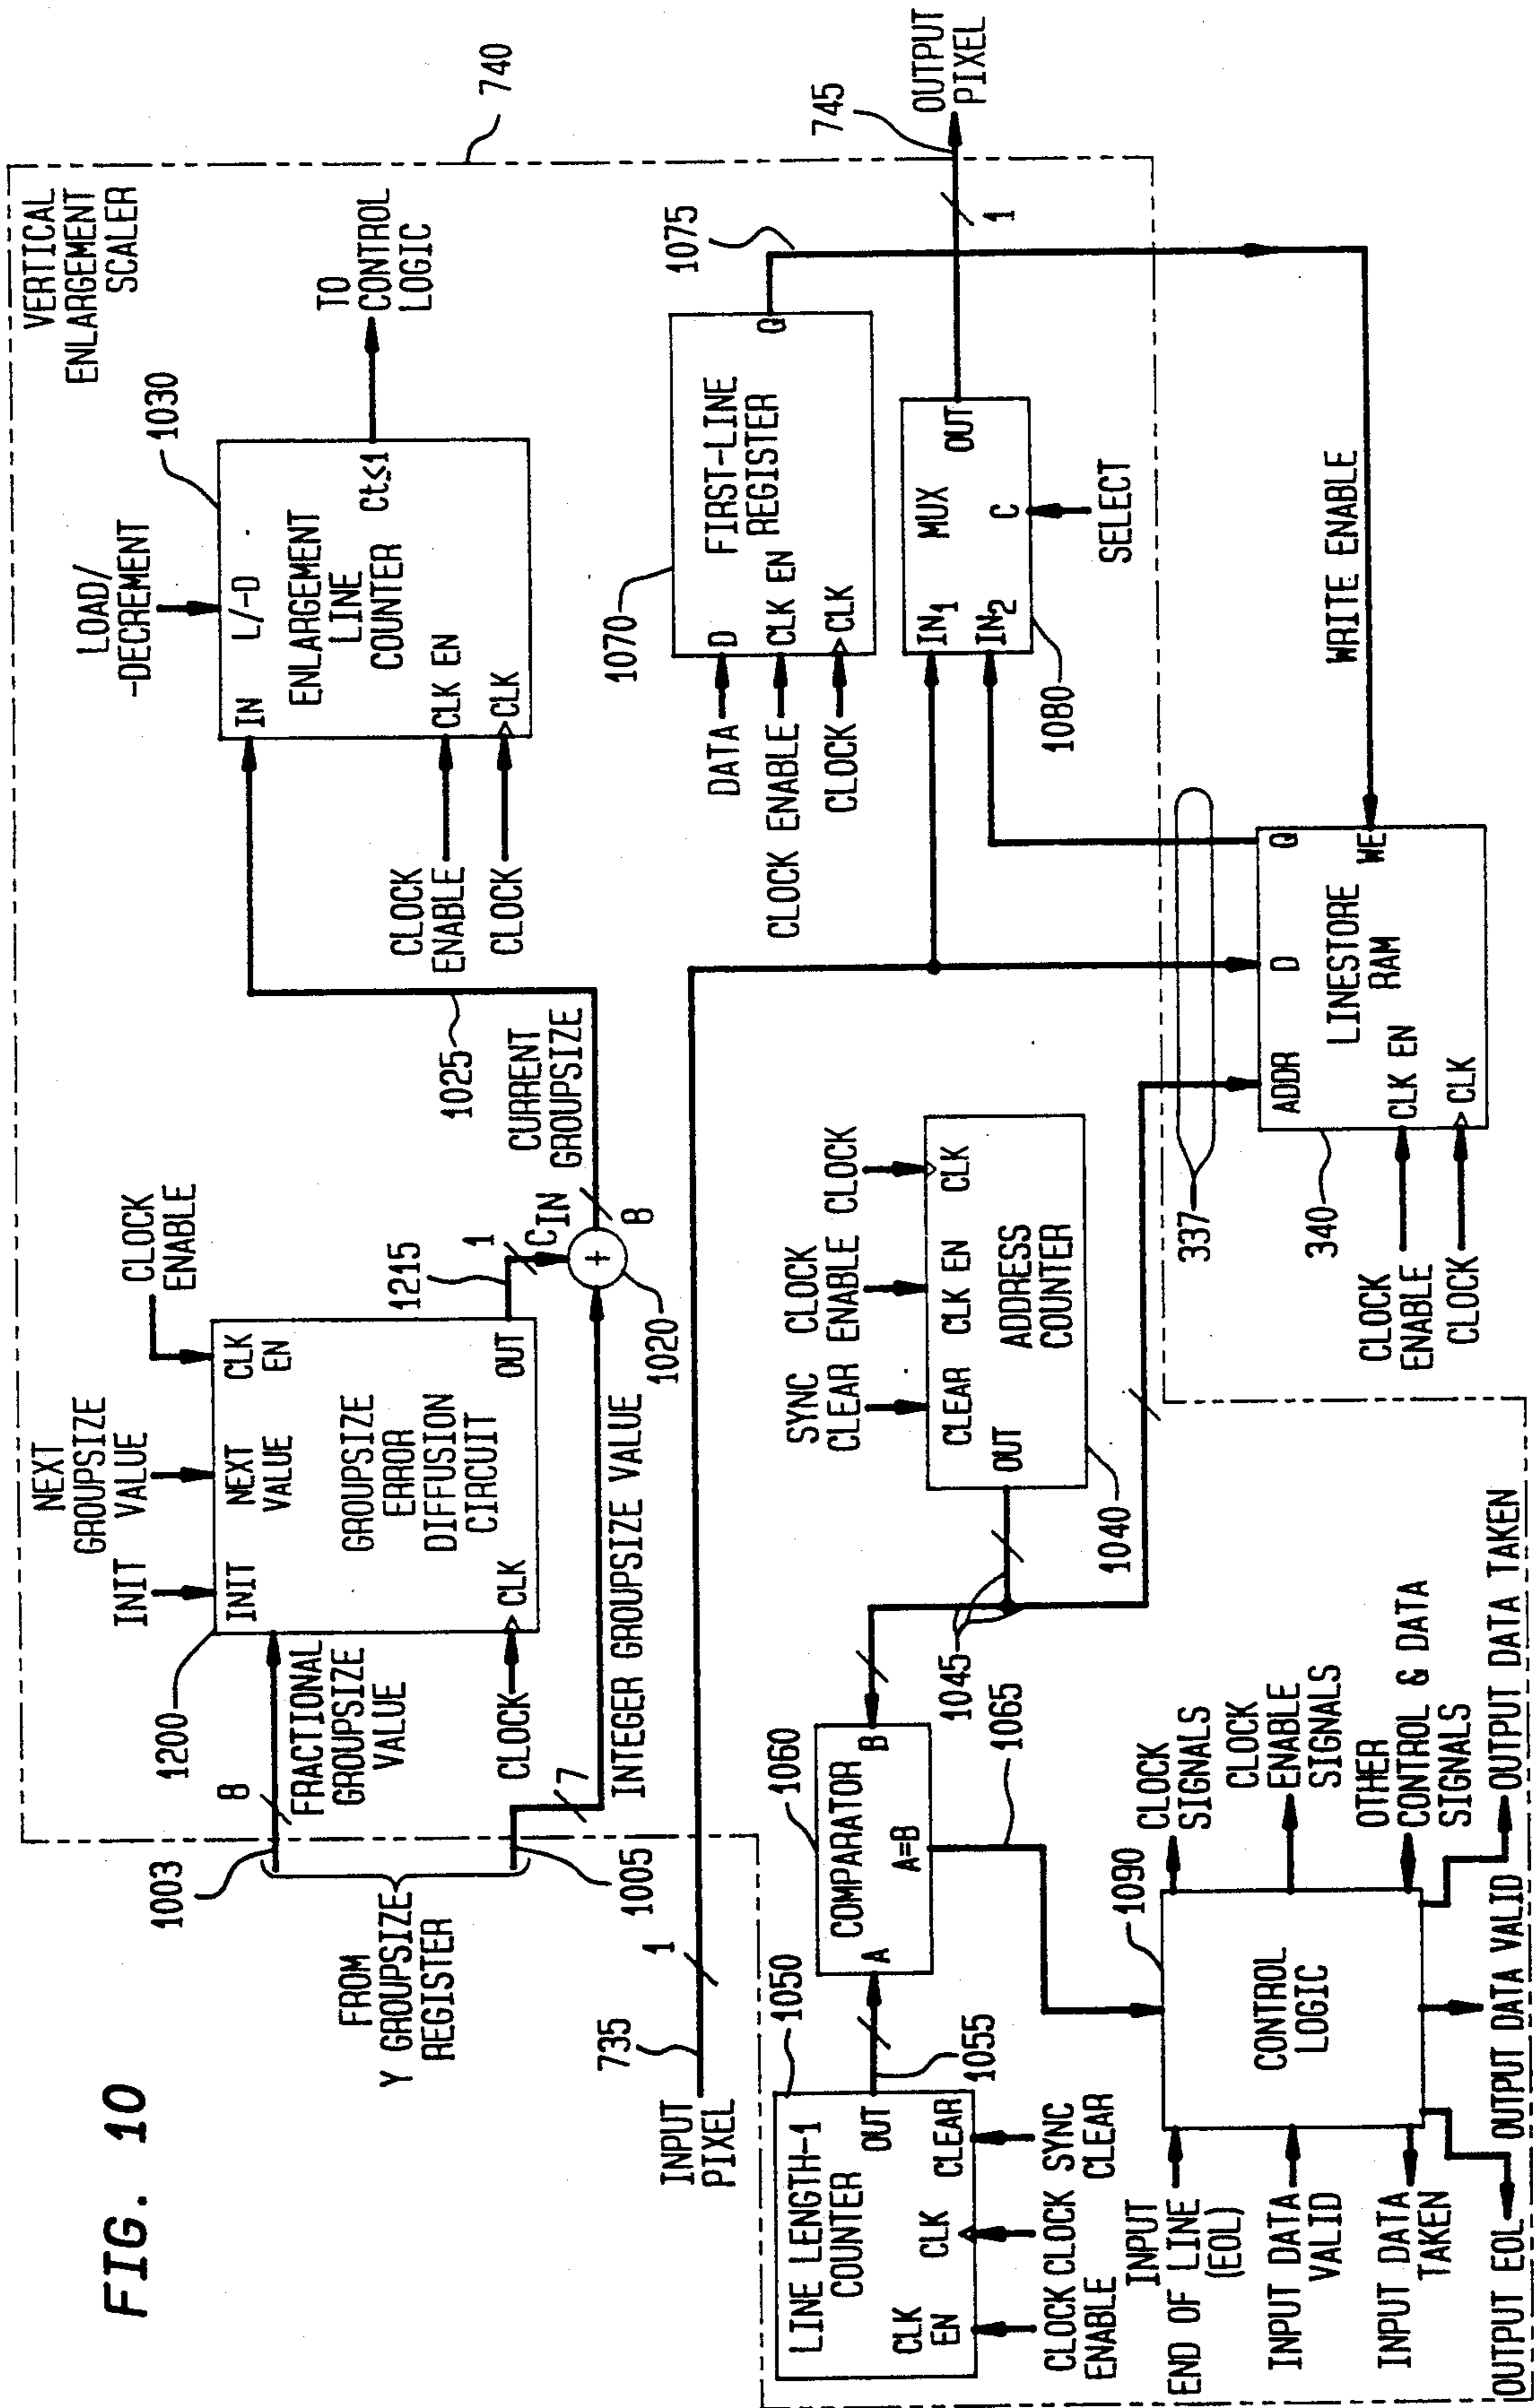 FIG. 10
VERTICAL
ENLARGEMENT
SCALER
740
FROM
Y GROUPSIZE
REGISTER
1003
1005
8
FRACTIONAL
GROUPSIZE
VALUE
7
INTEGER GROUPSIZE VALUE
1200
INIT
NEXT
GROUPSIZE
VALUE
CLOCK
ENABLE
INIT
NEXT
VALUE
CLK
EN
GROUPSIZE
ERROR
DIFFUSION
CIRCUIT
CLK
OUT
CLOCK
1215
1
CIN
1020
+
8
CURRENT
GROUPSIZE
1025
LOAD/
-DECREMENT
1030
IN
L/-D
ENLARGEMENT
LINE
COUNTER
Ct≤1
CLK EN
CLK
CLOCK
ENABLE
CLOCK
TO
CONTROL
LOGIC
INPUT
PIXEL
735
1
1070
D
CLK EN
CLK
FIRST-LINE
REGISTER
Q
DATA
CLOCK ENABLE
CLOCK
1075
IN1
IN2
MUX
OUT
C
1080
SELECT
745
1
OUTPUT
PIXEL
1050
LINE LENGTH-1
COUNTER
OUT
CLK
EN
CLK
CLEAR
CLOCK
ENABLE
CLOCK
SYNC
CLEAR
1055
1060
A
COMPARATOR
B
A=B
1065
1045
SYNC
CLEAR
CLOCK
ENABLE
CLOCK
CLEAR
CLK EN
CLK
OUT
ADDRESS
COUNTER
1040
337
ADDR
D
Q
LINESTORE
RAM
CLK EN
CLK
WE
340
CLOCK
ENABLE
CLOCK
WRITE ENABLE
1090
CONTROL
LOGIC
INPUT
END OF LINE
(EOL)
INPUT DATA
VALID
INPUT DATA
TAKEN
OUTPUT EOL
OUTPUT DATA VALID
OUTPUT DATA TAKEN
CLOCK
SIGNALS
CLOCK
ENABLE
SIGNALS
OTHER
CONTROL & DATA
SIGNALS